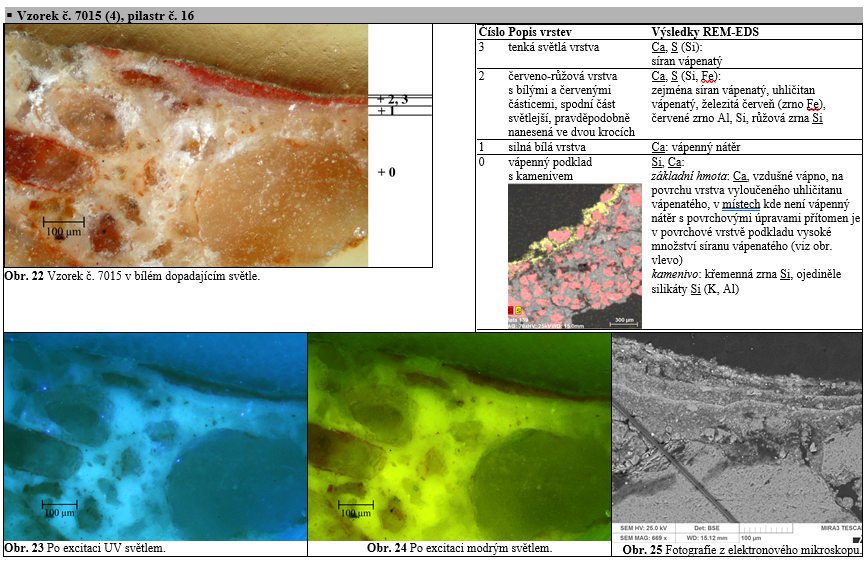 ▪ Vzorek č. 7015 (4), pilastr č. 16
+ 2, 3
+ 1
+ 0
100 µm
Obr. 22 Vzorek č. 7015 v bílém dopadajícím světle.
Číslo Popis vrstev Výsledky REM-EDS
3 tenká světlá vrstva Ca, S (Si):
síran vápenatý
2 červeno-růžová vrstva Ca, S (Si, Fe):
s bílými a červenými zejména síran vápenatý, uhličitan
částicemi, spodní část vápenatý, železitá červeň (zrno Fe),
světlejší, pravděpodobně červené zrno Al, Si, růžová zrna Si
nanesená ve dvou krocích
1 silná bílá vrstva Ca: vápenný nátěr
0 vápenný podklad Si, Ca:
s kamenivem základní hmota: Ca, vzdušné vápno, na
povrchu vrstva vyloučeného uhličitanu
vápenatého, v místech kde není vápenný
nátěr s povrchovými úpravami přítomen je
v povrchové vrstvě podkladu vysoké
množství síranu vápenatého (viz obr.
vlevo)
kamenivo: křemenná zrna Si, ojediněle
silikáty Si (K, Al)
300 µm
100 µm
Obr. 23 Po excitaci UV světlem.
100 µm
Obr. 24 Po excitaci modrým světlem.
SEM HV: 25.0 kV Det: BSE MIRA3 TESCA
SEM MAG: 669 x WD: 15.12 mm 100 µm
Obr. 25 Fotografie z elektronového mikroskopu.